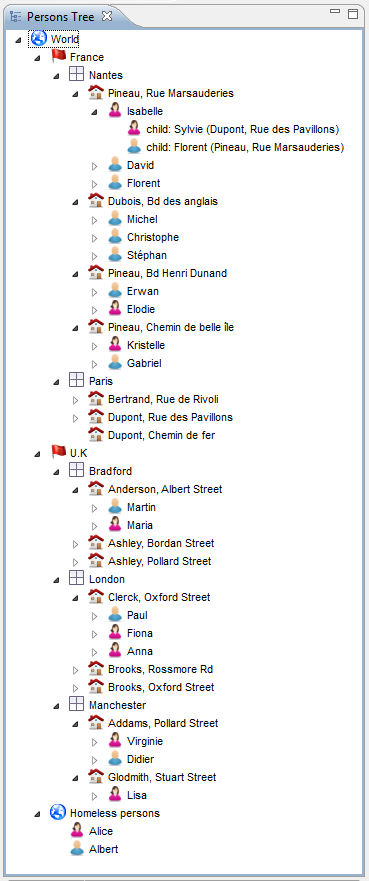 Persons Tree
World
France
Nantes
Pineau, Rue Marsauderies
Isabelle
child: Sylvie (Dupont, Rue des Pavillons)
child: Florent (Pineau, Rue Marsauderies)
David
Florent
Dubois, Bd des anglais
Michel
Christophe
Stéphan
Pineau, Bd Henri Dunand
Erwan
Elodie
Pineau, Chemin de belle île
Kristelle
Gabriel
Paris
Bertrand, Rue de Rivoli
Dupont, Rue des Pavillons
Dupont, Chemin de fer
U.K
Bradford
Anderson, Albert Street
Martin
Maria
Ashley, Bordan Street
Ashley, Pollard Street
London
Clerck, Oxford Street
Paul
Fiona
Anna
Brooks, Rossmore Rd
Brooks, Oxford Street
Manchester
Addams, Pollard Street
Virginie
Didier
Glodmith, Stuart Street
Lisa
Homeless persons
Alice
Albert